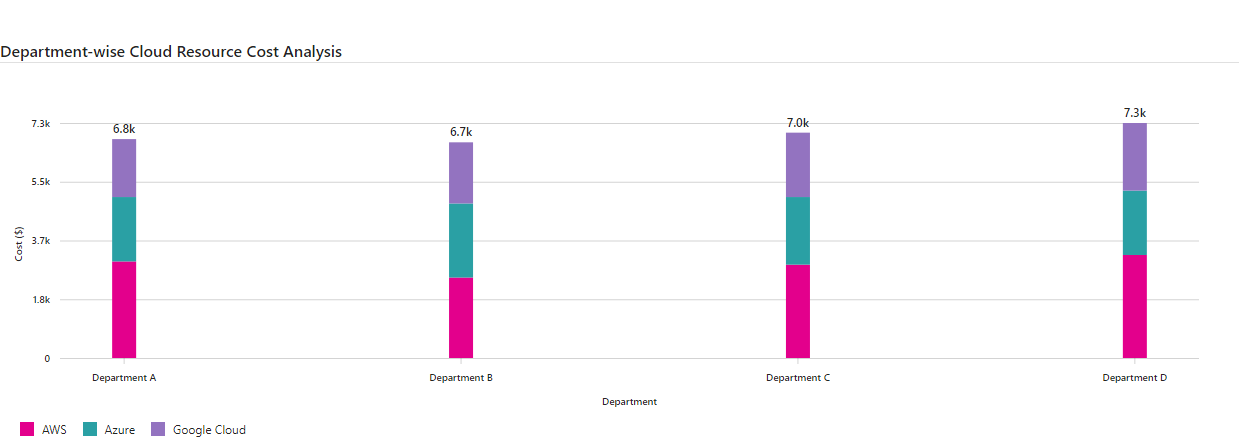 Department-wise Cloud Resource Cost Analysis
7.3k
5.5k
3.7k
1.8k
0
Cost ($)
6.8k
6.7k
7.0k
7.3k
Department A
Department B
Department C
Department D
Department
AWS
Azure
Google Cloud